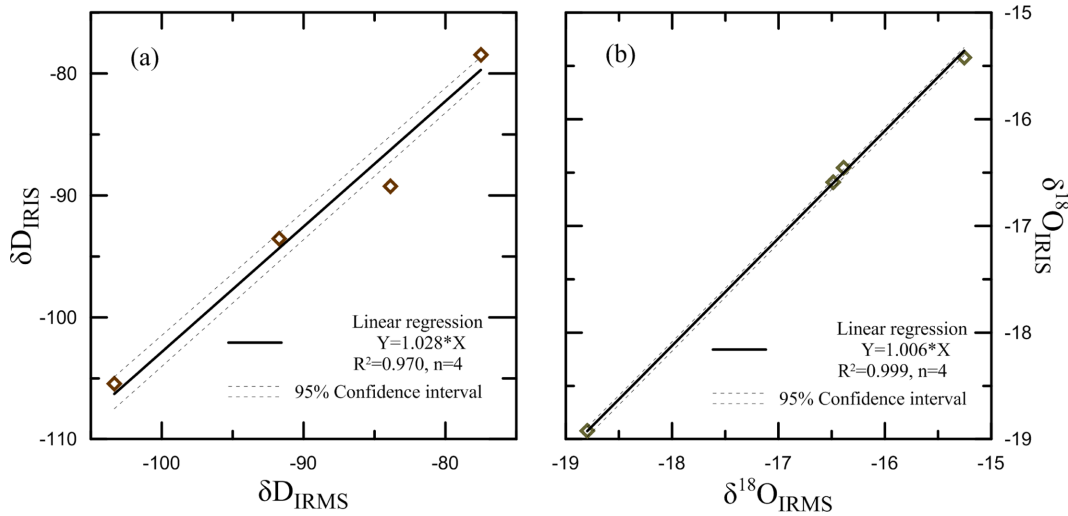 (a)
-80
-90
-100
-110
δD_IRIS
-100
-90
-80
δD_IRMS
Linear regression
Y=1.028*X
R²=0.970, n=4
95% Confidence interval
(b)
-15
-16
-17
-18
-19
δ¹⁸O_IRIS
-19
-18
-17
-16
-15
δ¹⁸O_IRMS
Linear regression
Y=1.006*X
R²=0.999, n=4
95% Confidence interval